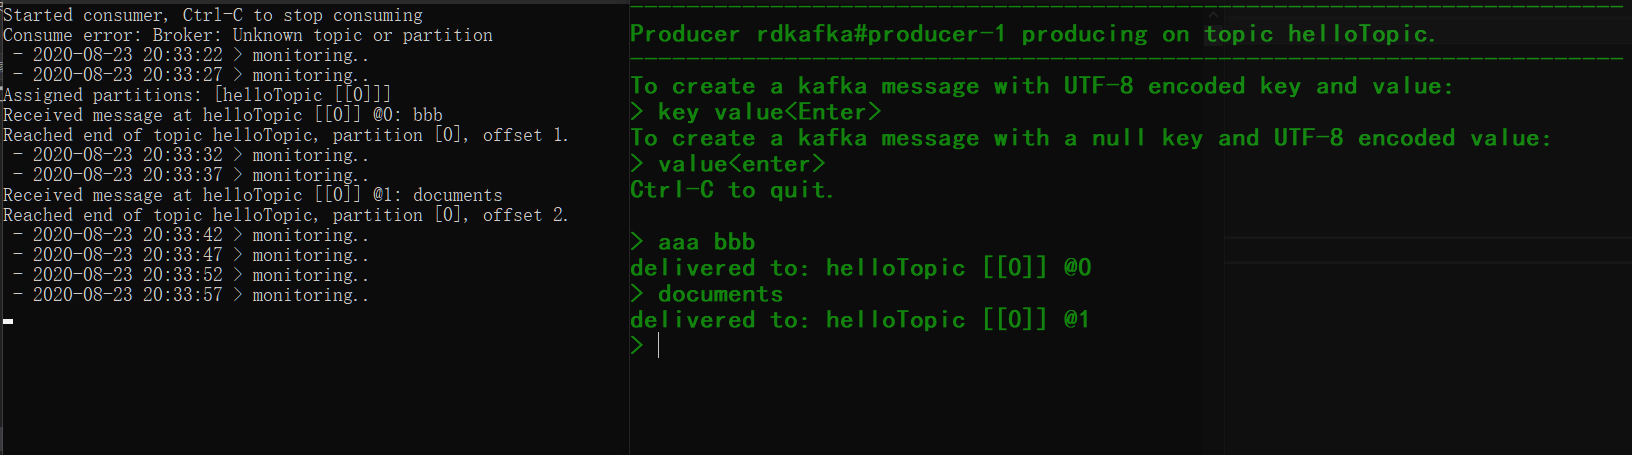 Started consumer, Ctrl-C to stop consuming
Consume error: Broker: Unknown topic or partition
- 2020-08-23 20:33:22 > monitoring..
- 2020-08-23 20:33:27 > monitoring..
Assigned partitions: [helloTopic [[0]]]
Received message at helloTopic [[0]] @0: bbb
Reached end of topic helloTopic, partition [0], offset 1.
- 2020-08-23 20:33:32 > monitoring..
- 2020-08-23 20:33:37 > monitoring..
Received message at helloTopic [[0]] @1: documents
Reached end of topic helloTopic, partition [0], offset 2.
- 2020-08-23 20:33:42 > monitoring..
- 2020-08-23 20:33:47 > monitoring..
- 2020-08-23 20:33:52 > monitoring..
- 2020-08-23 20:33:57 > monitoring..
-----------------------------------------------------------------------
Producer rdkafka#producer-1 producing on topic helloTopic.
-----------------------------------------------------------------------
To create a kafka message with UTF-8 encoded key and value:
> key value<Enter>
To create a kafka message with a null key and UTF-8 encoded value:
> value<enter>
Ctrl-C to quit.
> aaa bbb
delivered to: helloTopic [[0]] @0
> documents
delivered to: helloTopic [[0]] @1
>